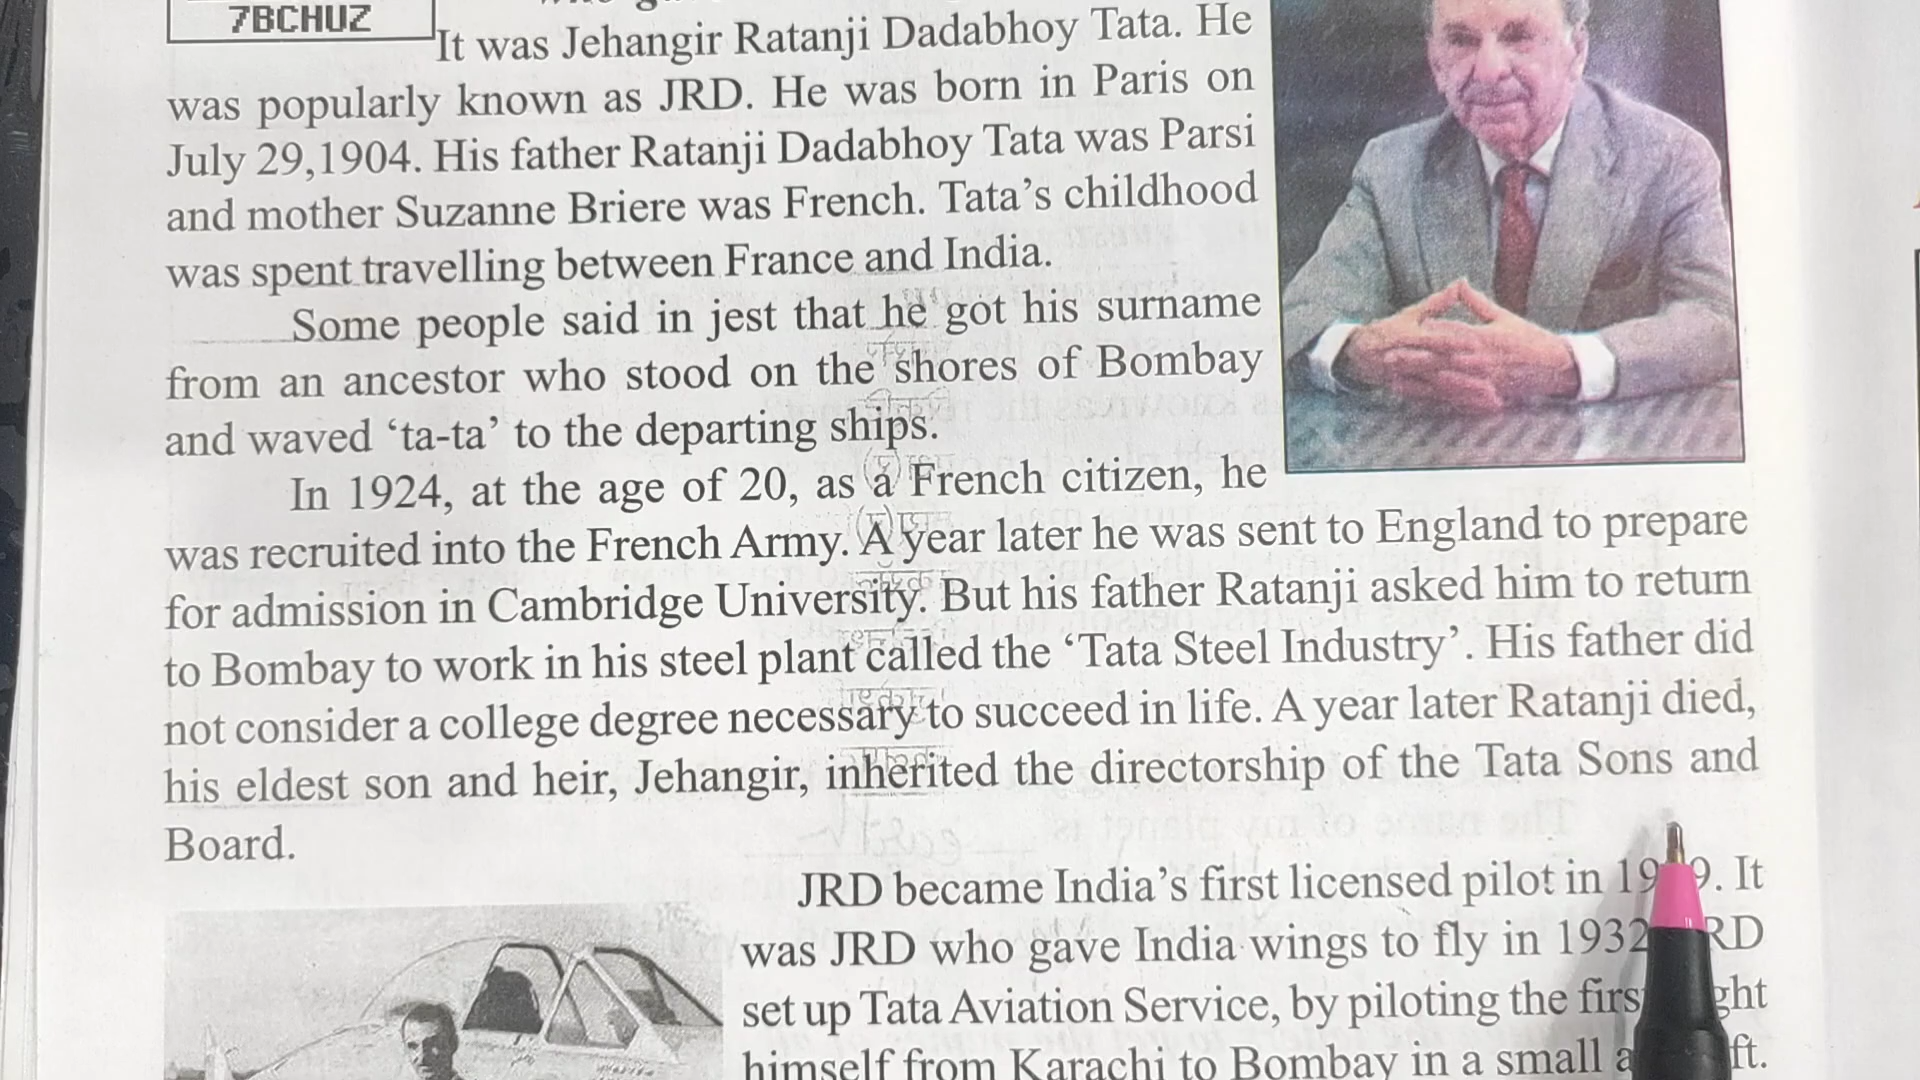 7BCHUZ
It was Jehangir Ratanji Dadabhoy Tata. He
was popularly known as JRD. He was born in Paris on
July 29,1904. His father Ratanji Dadabhoy Tata was Parsi
and mother Suzanne Briere was French. Tata's childhood
was spent travelling between France and India.
Some people said in jest that he got his surname
from an ancestor who stood on the shores of Bombay
and waved 'ta-ta' to the departing ships.
In 1924, at the age of 20, as a French citizen, he
was recruited into the French Army. A year later he was sent to England to prepare
for admission in Cambridge University. But his father Ratanji asked him to return
to Bombay to work in his steel plant called the 'Tata Steel Industry'. His father did
not consider a college degree necessary to succeed in life. A year later Ratanji died,
his eldest son and heir, Jehangir, inherited the directorship of the Tata Sons and
Board.
JRD became India's first licensed pilot in It
was JRD who gave India wings to fly in 1932
set up Tata Aviation Service, by piloting the
himself from Karachi to Bombay in a small